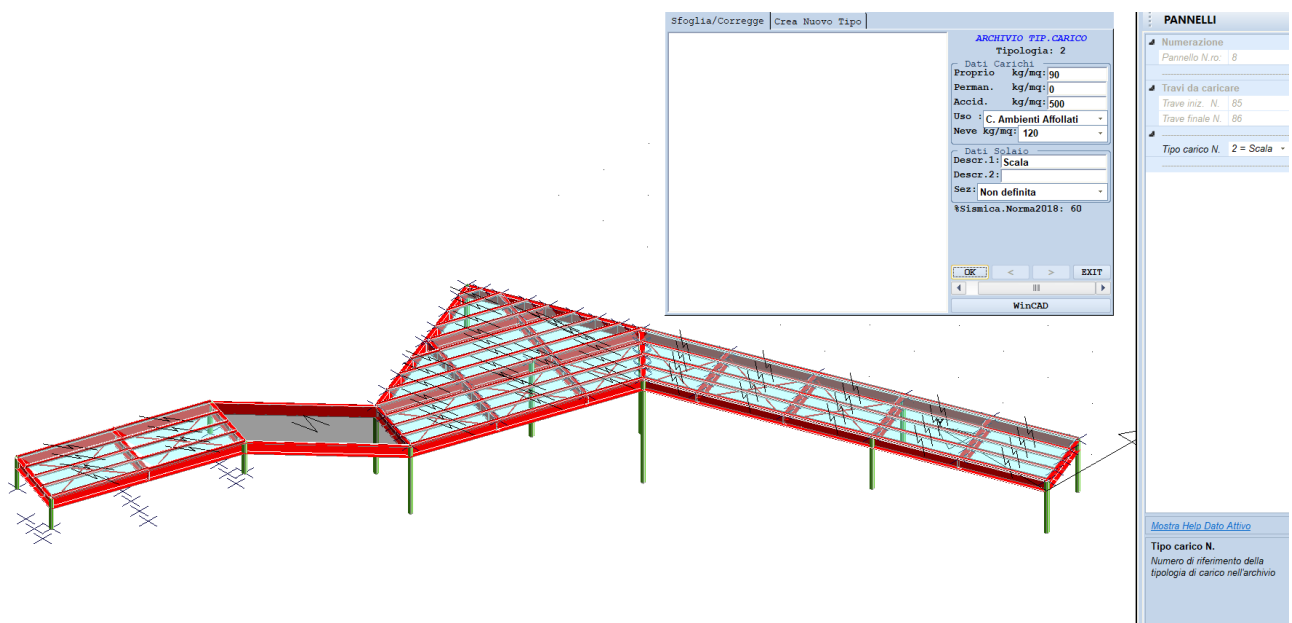 Sfoglia/Corregge Crea Nuovo Tipo
ARCHIVIO TIP.CARICO
Tipologia: 2
Dati Carichi
Proprio kg/mq: 90
Perman. kg/mq: 0
Accid. kg/mq: 500
Uso : C. Ambienti Affollati
Neve kg/mq: 120
Dati Solaio
Descr.1: Scala
Descr.2:
Sez: Non definita
%Sismica.Norma2018: 60
OK < > EXIT
WinCAD
PANNELLI
Numerazione
Pannello N.ro: 8
Travi da caricare
Trave iniz. N. 85
Trave finale N. 86
Tipo carico N. 2 = Scala
Mostra Help Dato Attivo
Tipo carico N.
Numero di riferimento della
tipologia di carico nell'archivio